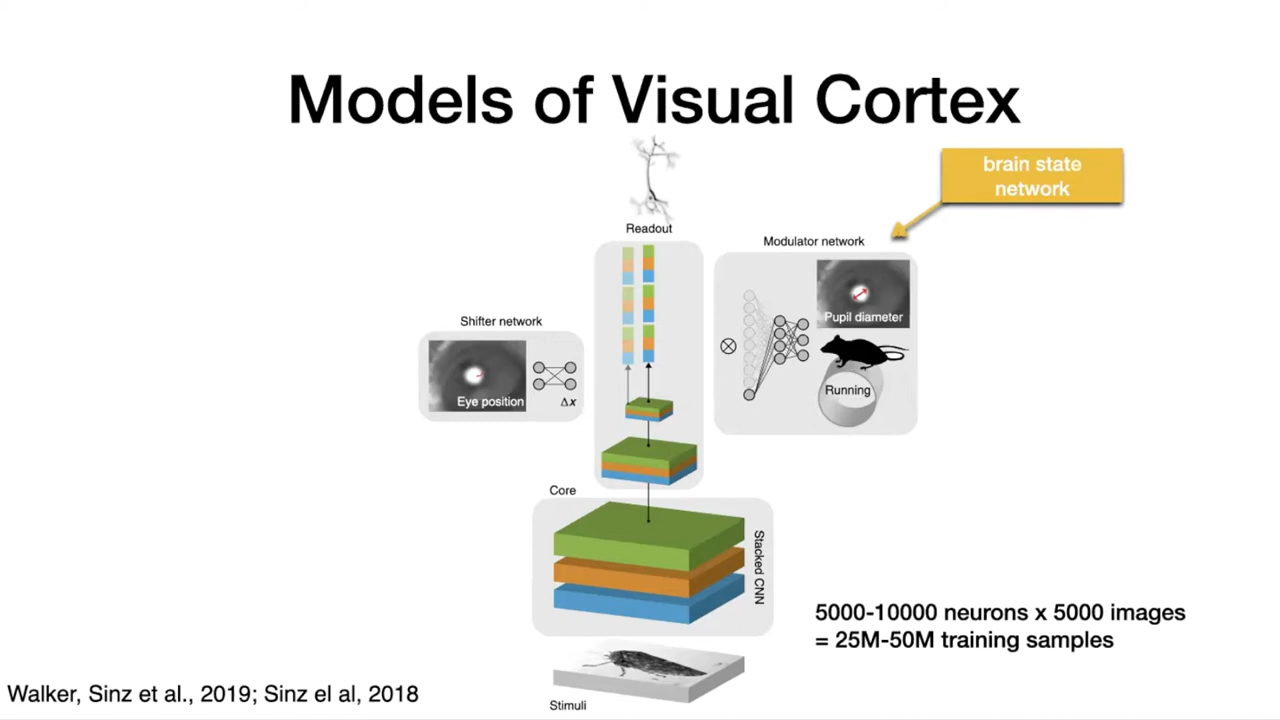 Models of Visual Cortex
brain state
network
Readout
Modulator network
Pupil diameter
Running
Shifter network
Eye position
Δx
Core
Stacked CNN
5000-10000 neurons x 5000 images
= 25M-50M training samples
Walker, Sinz et al., 2019; Sinz el al, 2018
Stimuli